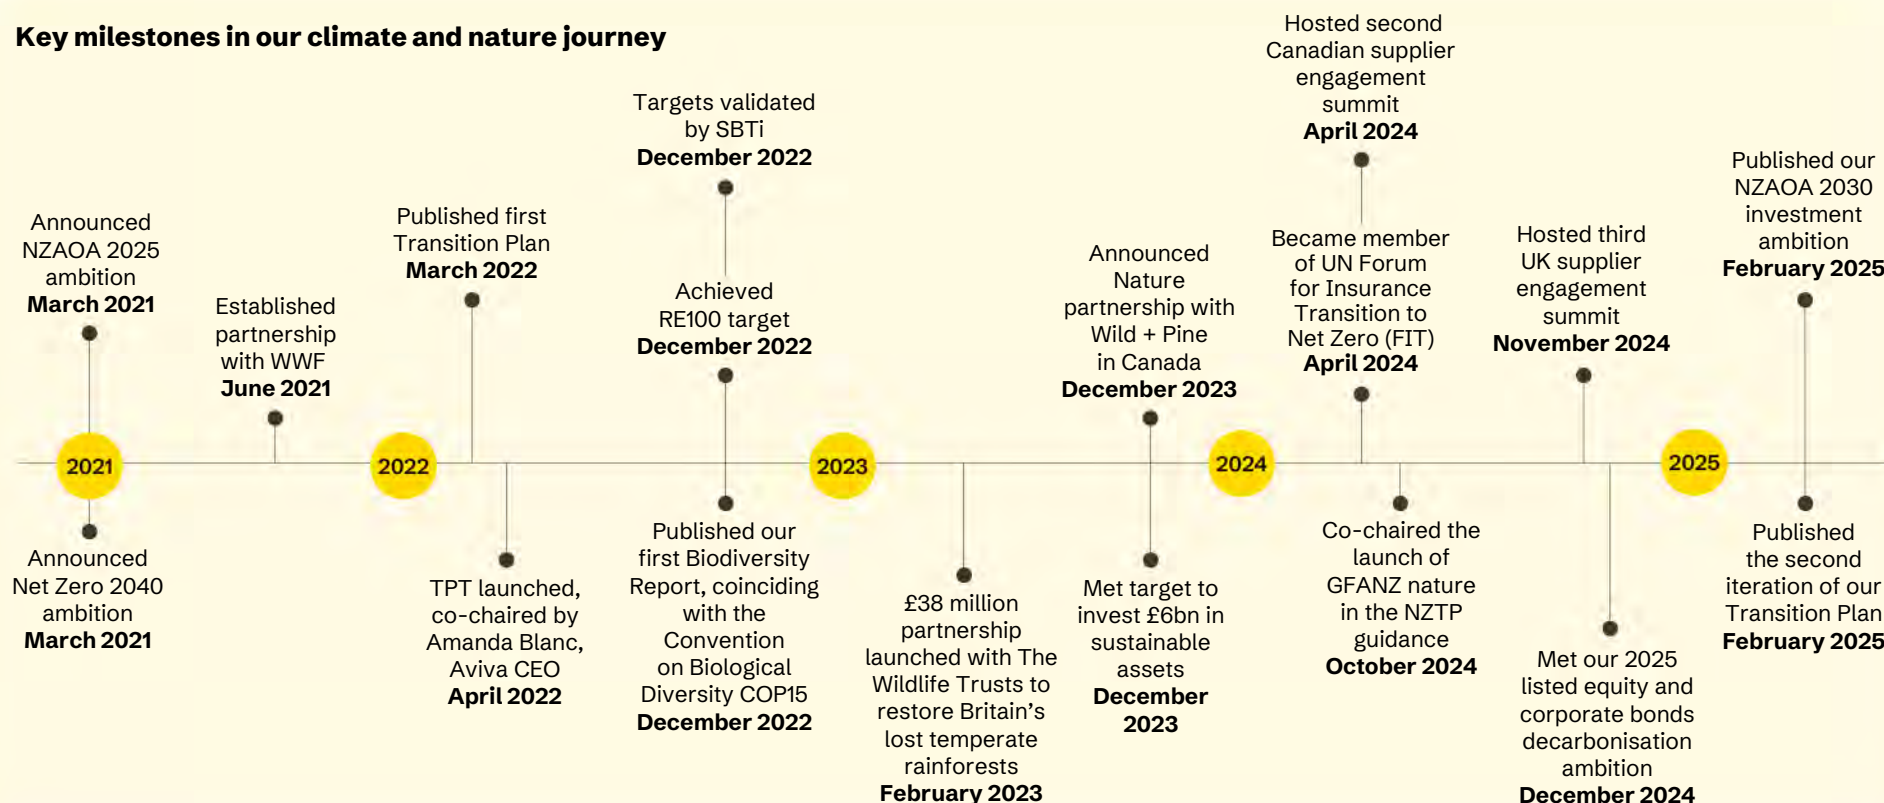 Key milestones in our climate and nature journey
Announced
NZAOA 2025
ambition
March 2021
Established
partnership
with WWF
June 2021
Published first
Transition Plan
March 2022
Targets validated
by SBTi
December 2022
Achieved
RE100 target
December 2022
Announced
Nature
partnership with
Wild + Pine
in Canada
December 2023
Hosted second
Canadian supplier
engagement
summit
April 2024
Became member
of UN Forum
for Insurance
Transition to
Net Zero (FIT)
April 2024
Hosted third
UK supplier
engagement
summit
November 2024
Published our
NZAOA 2030
investment
ambition
February 2025
2021
2022
2023
2024
2025
Announced
Net Zero 2040
ambition
March 2021
TPT launched,
co-chaired by
Amanda Blanc,
Aviva CEO
April 2022
Published our
first Biodiversity
Report, coinciding
with the
Convention
on Biological
Diversity COP15
December 2022
£38 million
partnership
launched with The
Wildlife Trusts to
restore Britain’s
lost temperate
rainforests
February 2023
Met target to
invest £6bn in
sustainable
assets
December
2023
Co-chaired the
launch of
GFANZ nature
in the NZTP
guidance
October 2024
Met our 2025
listed equity and
corporate bonds
decarbonisation
ambition
December 2024
Published
the second
iteration of our
Transition Plan
February 2025